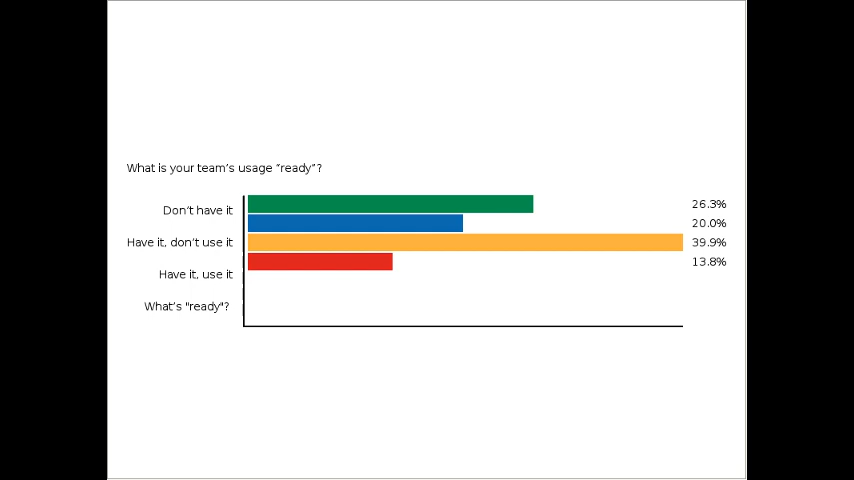 What is your team’s usage “ready”?
Don’t have it
26.3%
20.0%
Have it, don’t use it
39.9%
13.8%
Have it, use it
What’s "ready"?